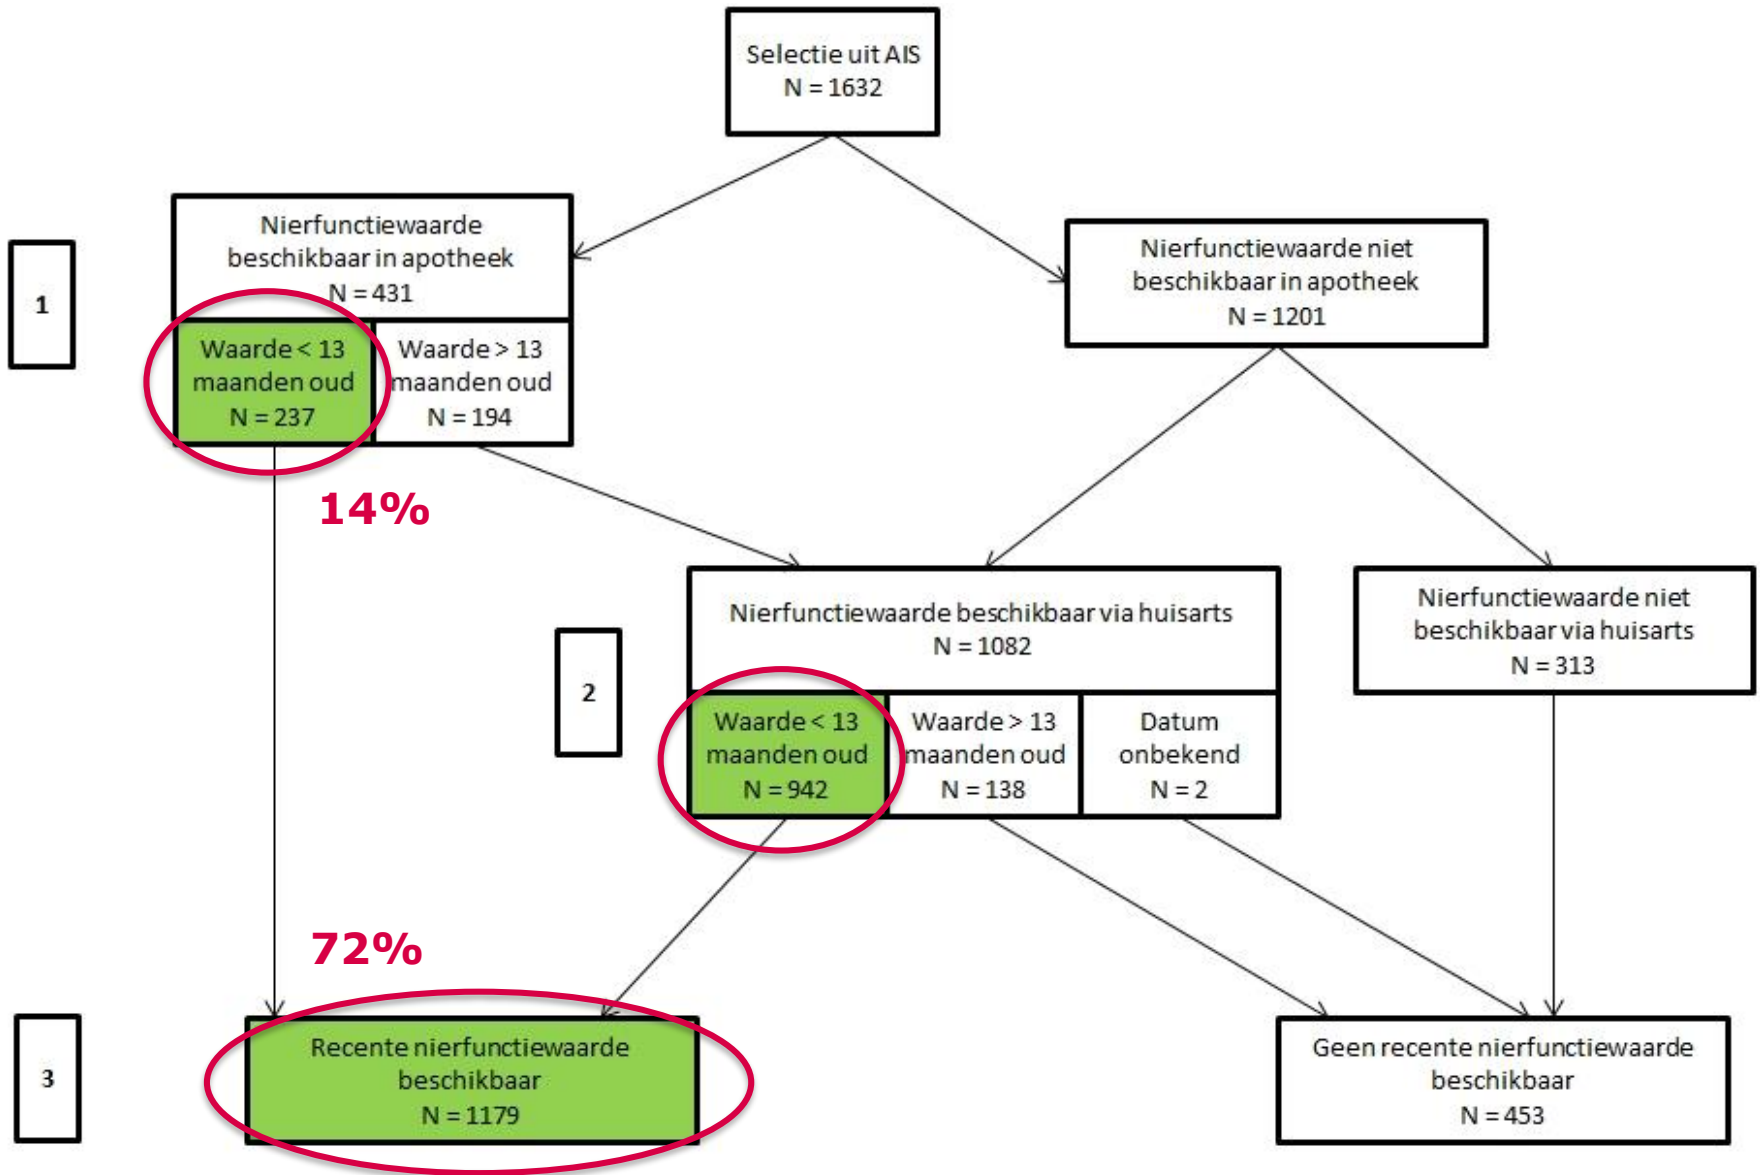 Selectie uit AIS
N = 1632
1
Nierfunctiewaarde
beschikbaar in apotheek
N = 431
Waarde < 13
maanden oud
N = 237
Waarde > 13
maanden oud
N = 194
Nierfunctiewaarde niet
beschikbaar in apotheek
N = 1201
14%
2
Nierfunctiewaarde beschikbaar via huisarts
N = 1082
Waarde < 13
maanden oud
N = 942
Waarde > 13
maanden oud
N = 138
Datum
onbekend
N = 2
Nierfunctiewaarde niet
beschikbaar via huisarts
N = 313
72%
3
Recente nierfunctiewaarde
beschikbaar
N = 1179
Geen recente nierfunctiewaarde
beschikbaar
N = 453